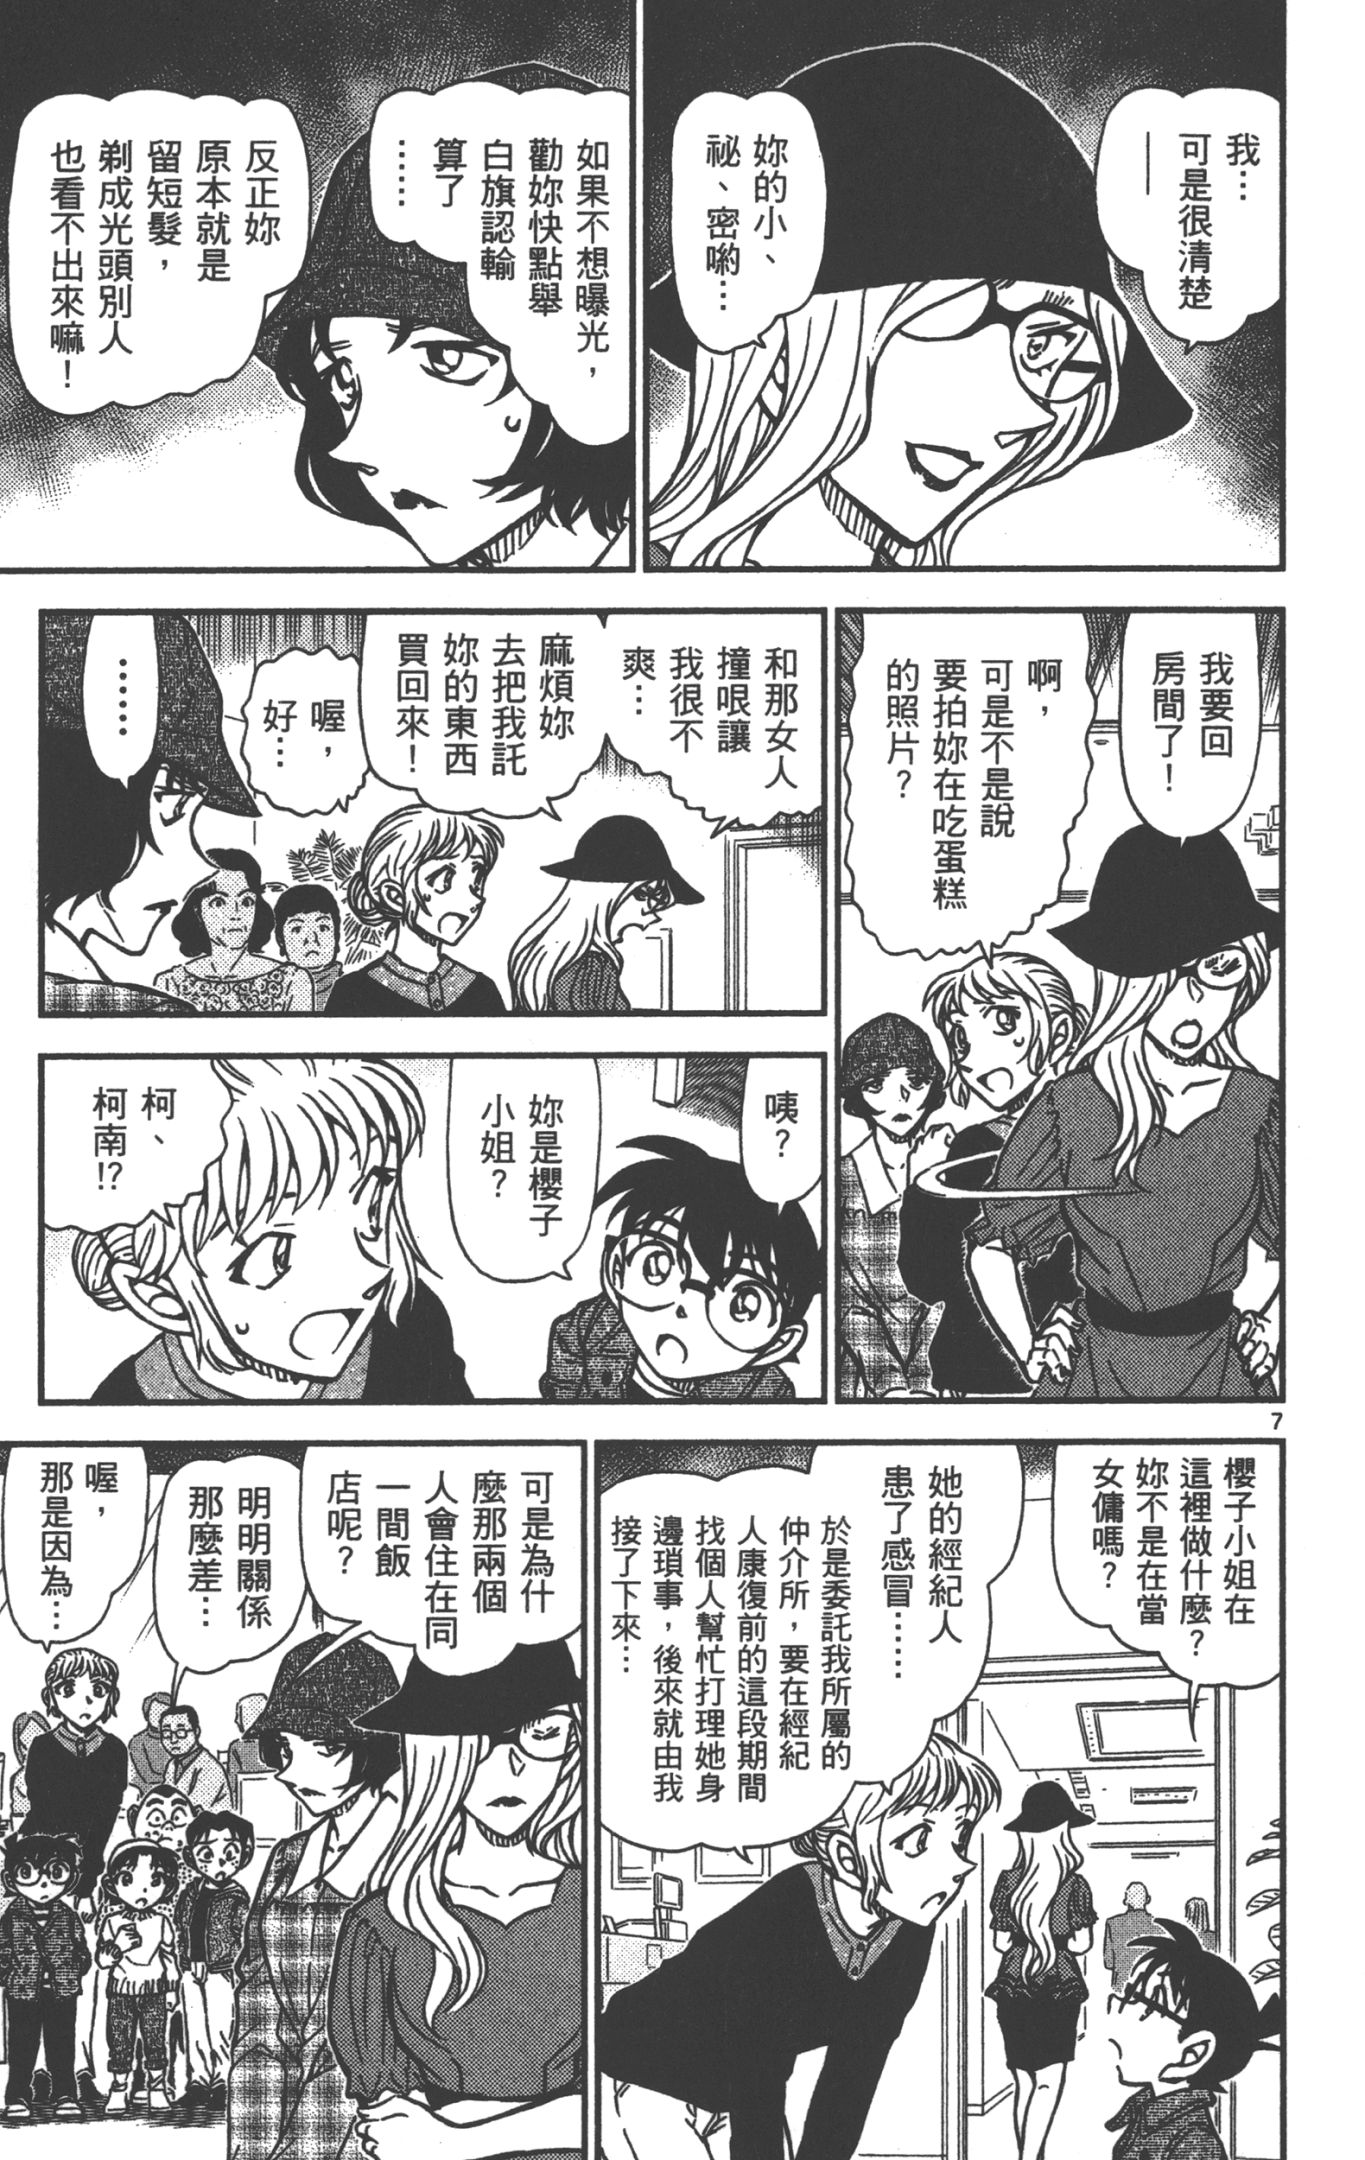 我…
可是很清楚
——
妳的小、
祕、密喲…
如果不想曝光，
勸妳快點舉
白旗認輸
算了
……
反正妳
原本就是
留短髮，
剃成光頭別人
也看不出來嘛！
我要回
房間了！
啊，
可是不是說
要拍妳在吃蛋糕
的照片？
和那女人
撞哏讓
我很不
爽…
麻煩妳
去把我託
妳的東西
買回來！
喔，
好…
……
咦？
妳是櫻子
小姐？
柯、
柯南!?
7
櫻子小姐在
這裡做什麼？
妳不是在當
女傭嗎？
她的經紀人
患了感冒……
於是委託我所屬的
仲介所，要在經紀
人康復前的這段期間
找個人幫忙打理她身
邊瑣事，後來就由我
接了下來…
可是為什
麼那兩個
人會住在同
一間飯
店呢？
明明關係
那麼差…
喔，
那是因為…